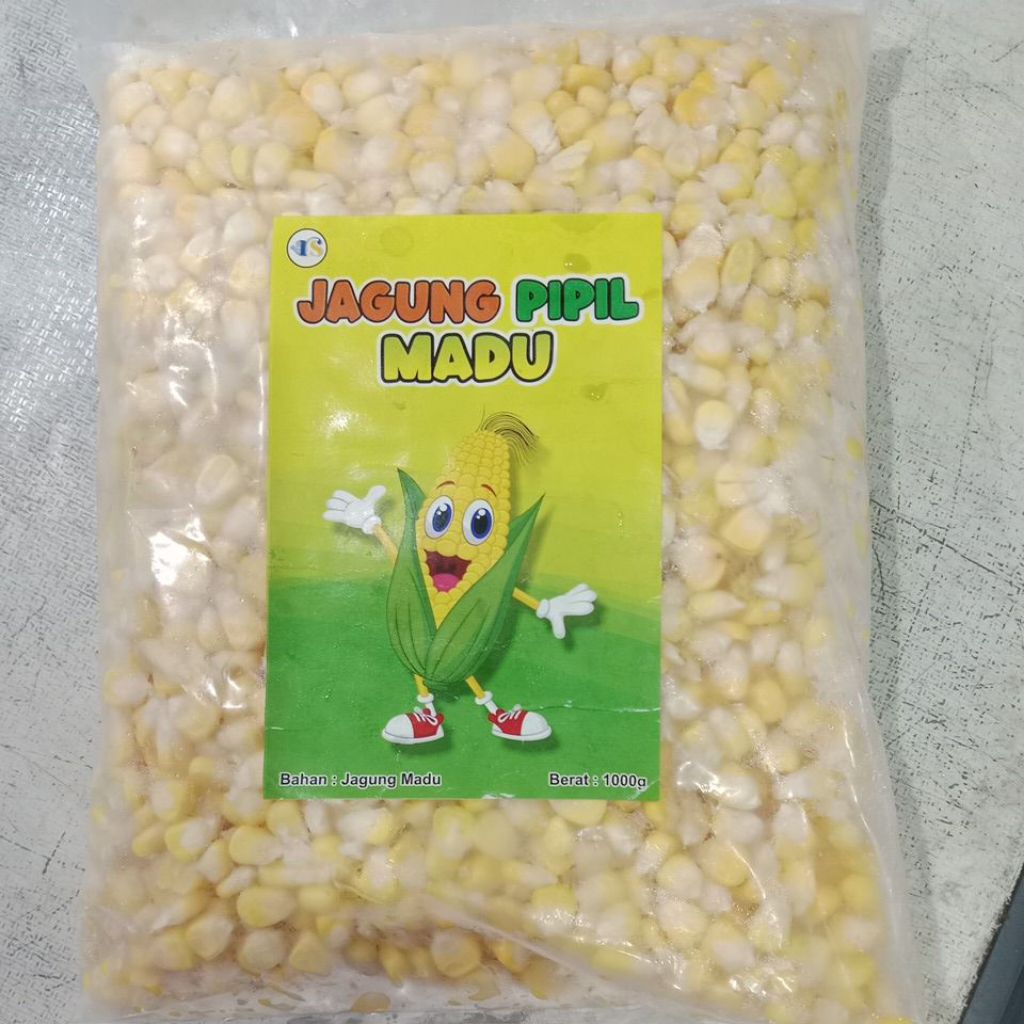 JAGUNG PIPIL
MADU
Bahan : Jagung Madu
Berat : 1000g